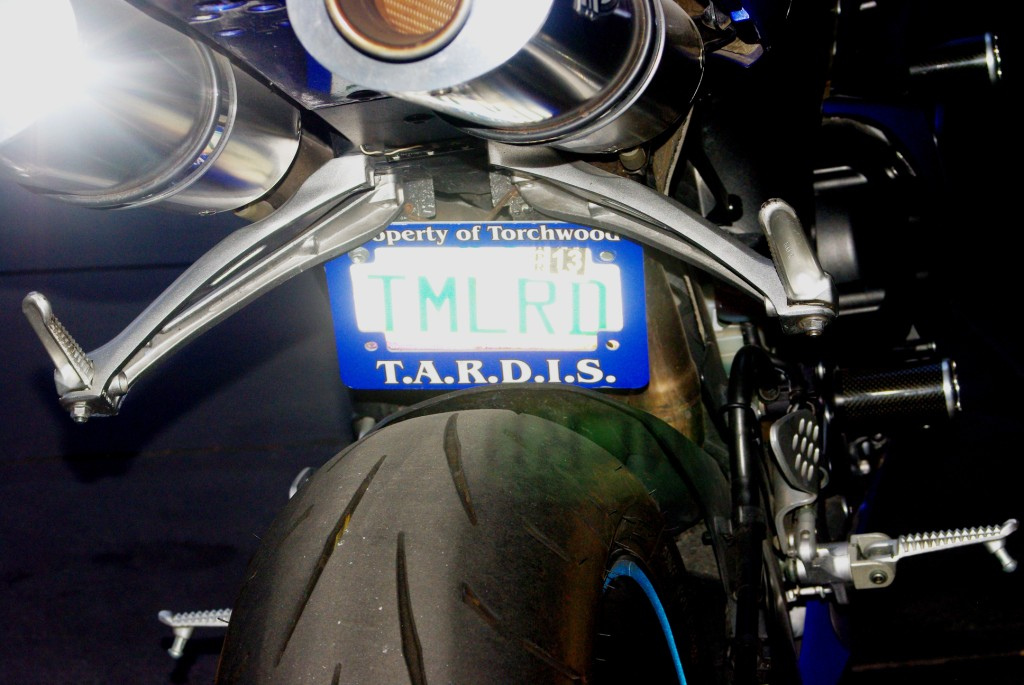 operty of Torchwood
13
TMLRD
T.A.R.D.I.S.